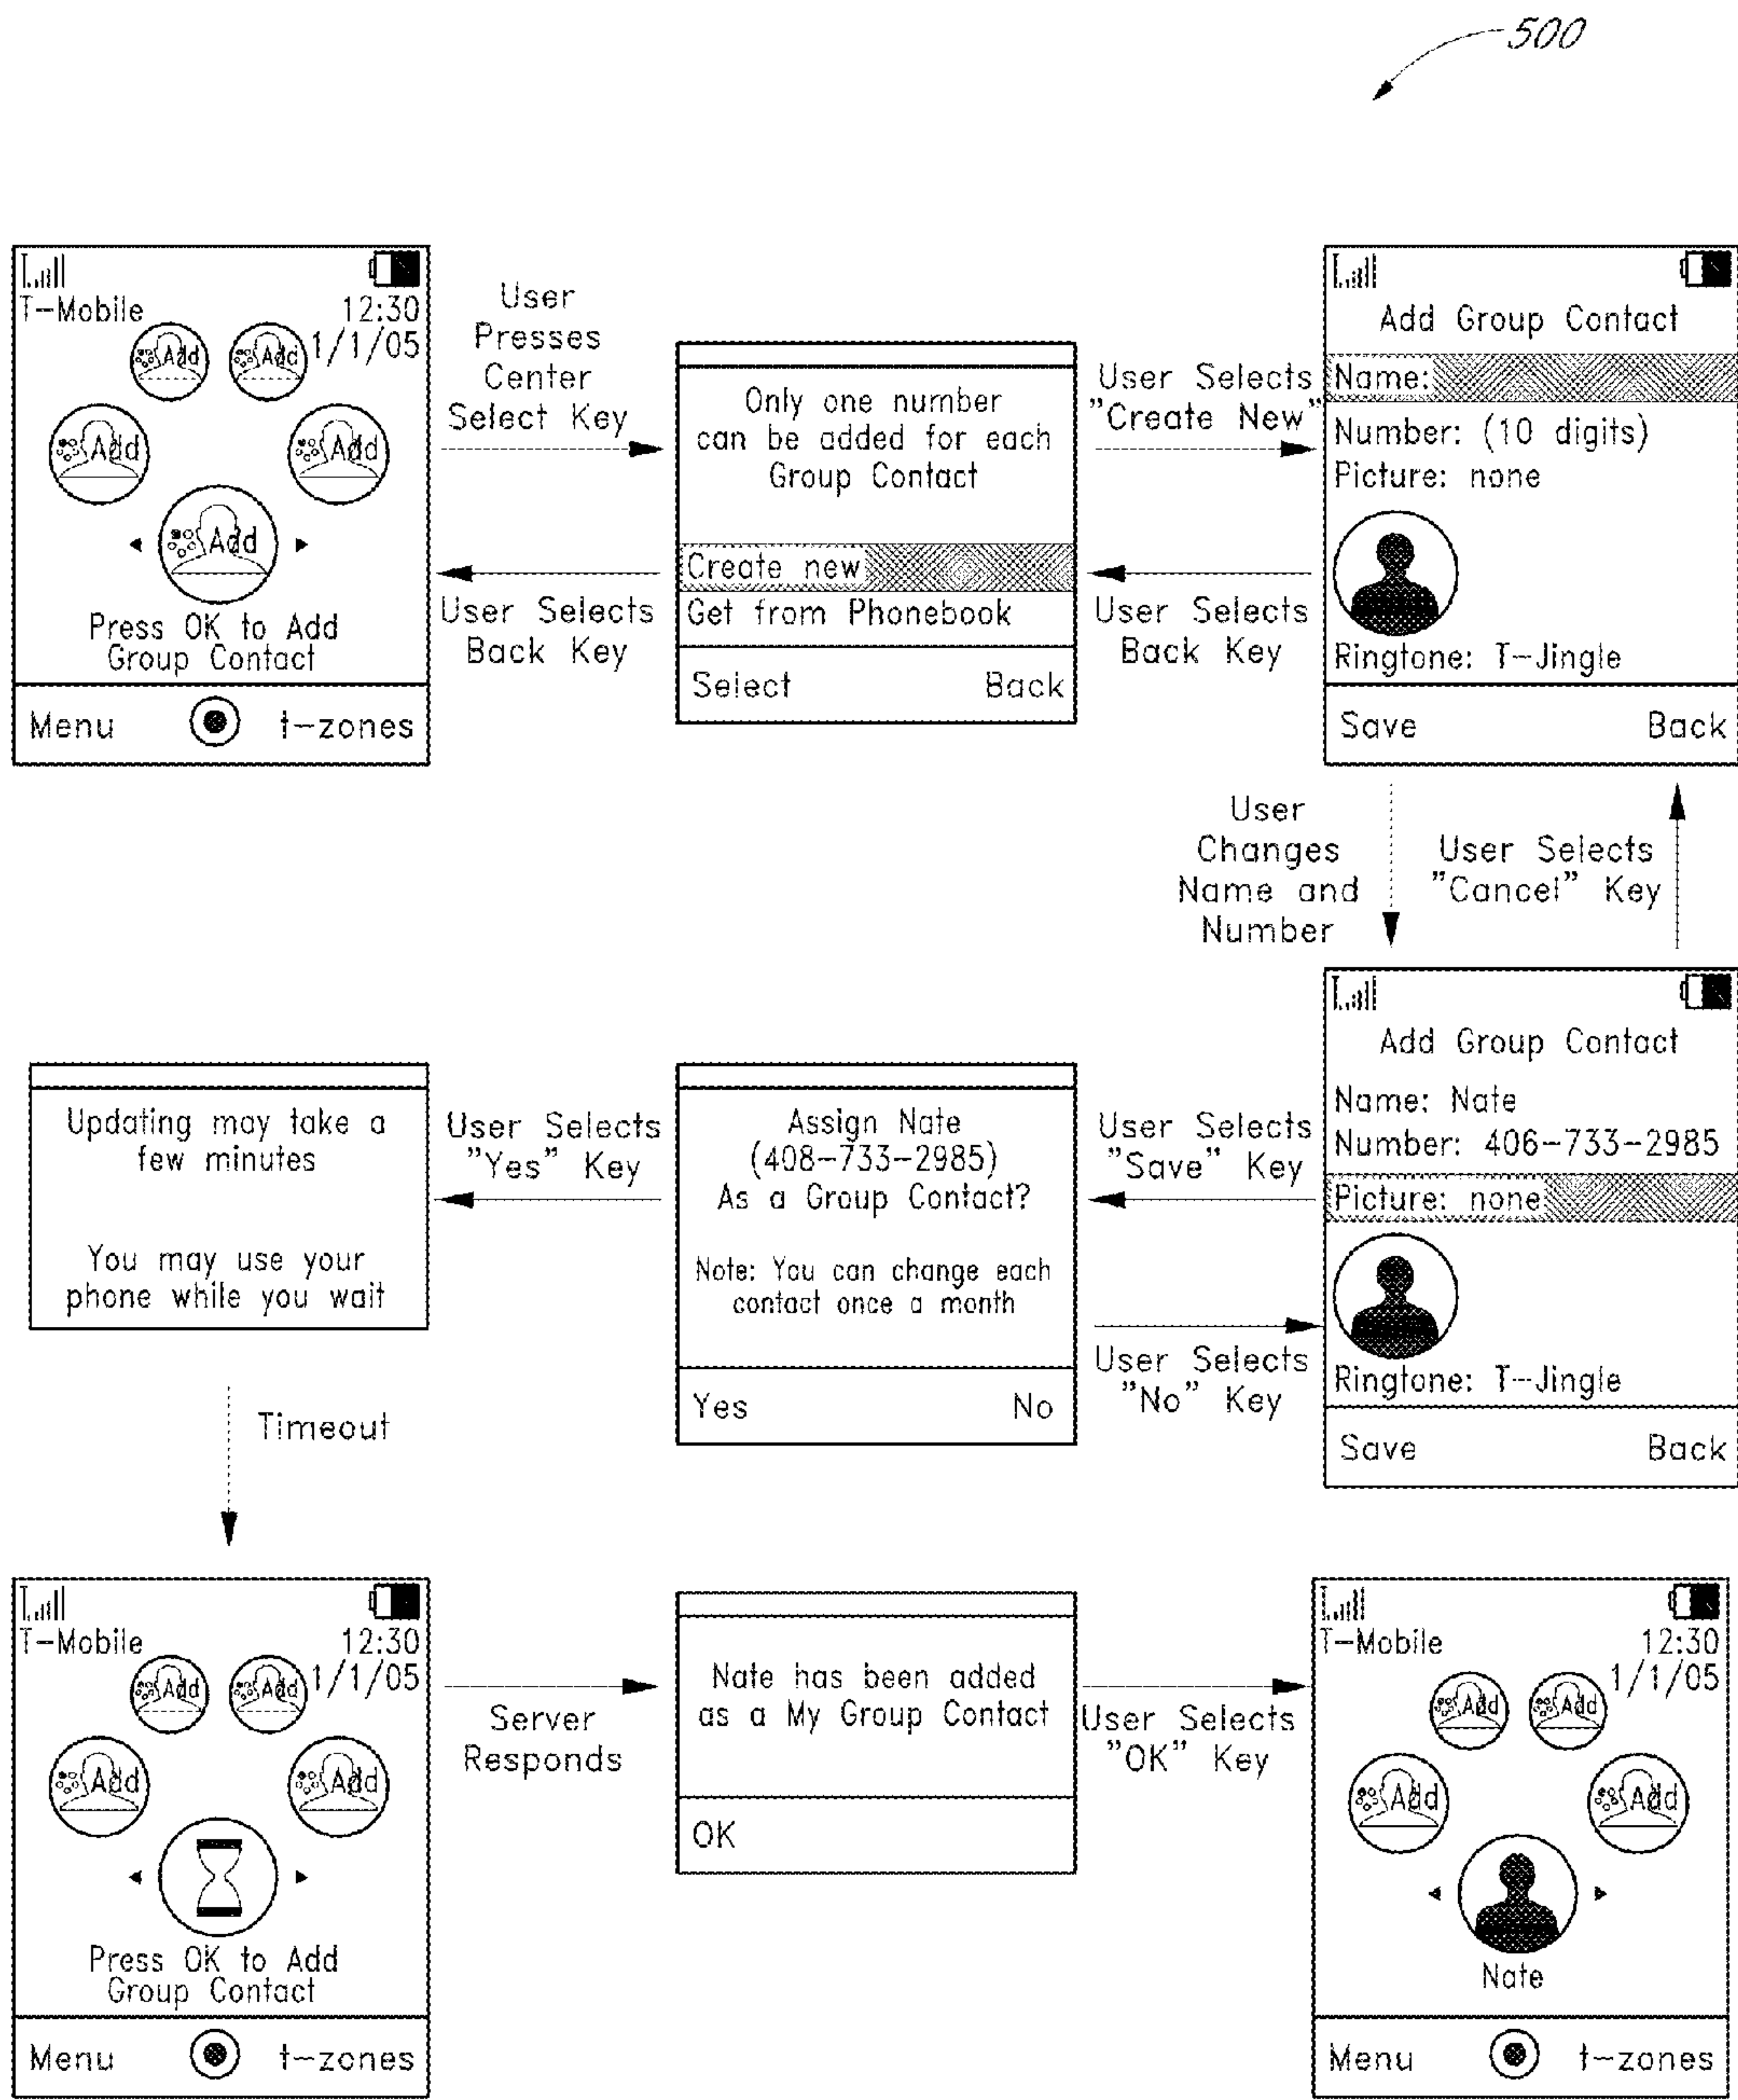 500
T-Mobile
12:30
1/1/05
Add
Add
Add
Add
Add
Press OK to Add
Group Contact
Menu
t-zones
User
Presses
Center
Select Key
User Selects
Back Key
Only one number
can be added for each
Group Contact
Create new
Get from Phonebook
Select
Back
User Selects
"Create New"
User Selects
Back Key
Add Group Contact
Name:
Number: (10 digits)
Picture: none
Ringtone: T-Jingle
Save
Back
User
Changes
Name and
Number
User Selects
"Cancel" Key
Add Group Contact
Name: Nate
Number: 406-733-2985
Picture: none
Ringtone: T-Jingle
Save
Back
User Selects
"Save" Key
User Selects
"No" Key
Assign Nate
(408-733-2985)
As a Group Contact?
Note: You can change each
contact once a month
Yes
No
User Selects
"Yes" Key
Updating may take a
few minutes
You may use your
phone while you wait
Timeout
T-Mobile
12:30
1/1/05
Add
Add
Add
Add
Press OK to Add
Group Contact
Menu
t-zones
Server
Responds
Nate has been added
as a My Group Contact
OK
User Selects
"OK" Key
T-Mobile
12:30
1/1/05
Add
Add
Add
Add
Nate
Menu
t-zones